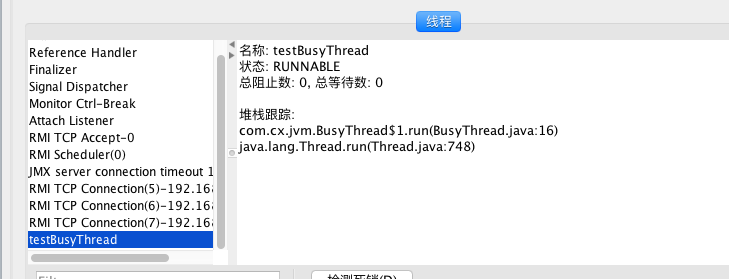 线程
Reference Handler
Finalizer
Signal Dispatcher
Monitor Ctrl-Break
Attach Listener
RMI TCP Accept-0
RMI Scheduler(0)
JMX server connection timeout 1
RMI TCP Connection(5)-192.168
RMI TCP Connection(6)-192.168
RMI TCP Connection(7)-192.168
testBusyThread
名称: testBusyThread
状态: RUNNABLE
总阻止数: 0, 总等待数: 0
堆栈跟踪:
com.cx.jvm.BusyThread$1.run(BusyThread.java:16)
java.lang.Thread.run(Thread.java:748)
检测死锁(D)